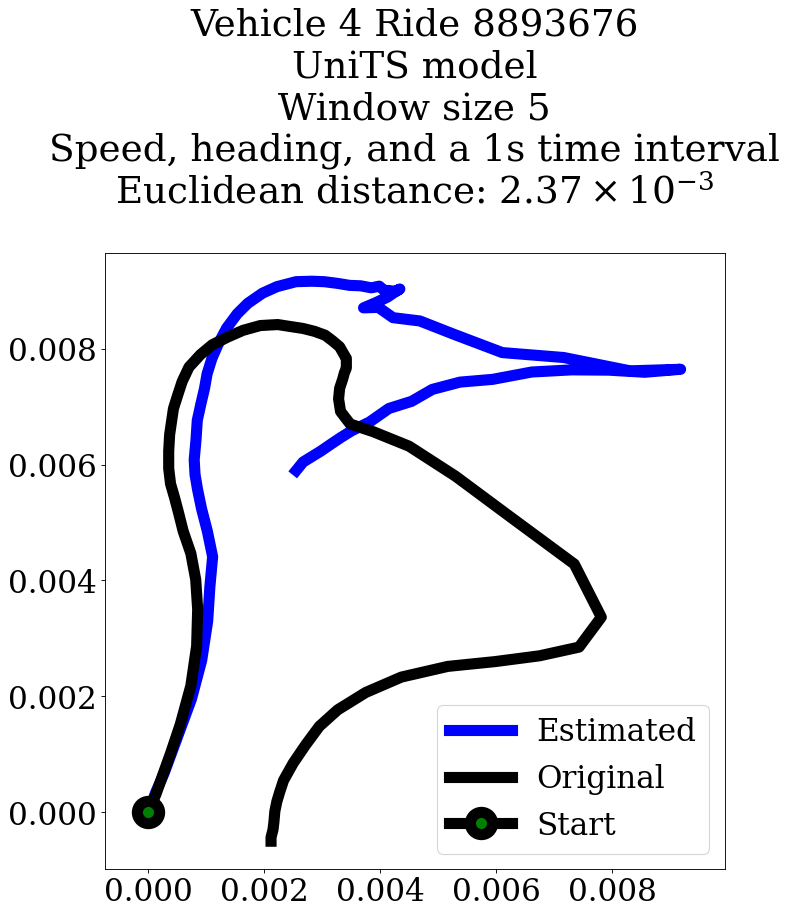 Vehicle 4 Ride 8893676
UniTS model
Window size 5
Speed, heading, and a 1s time interval
Euclidean distance: 2.37 × 10⁻³
0.008
0.006
0.004
0.002
0.000
Estimated
Original
Start
0.000 0.002 0.004 0.006 0.008